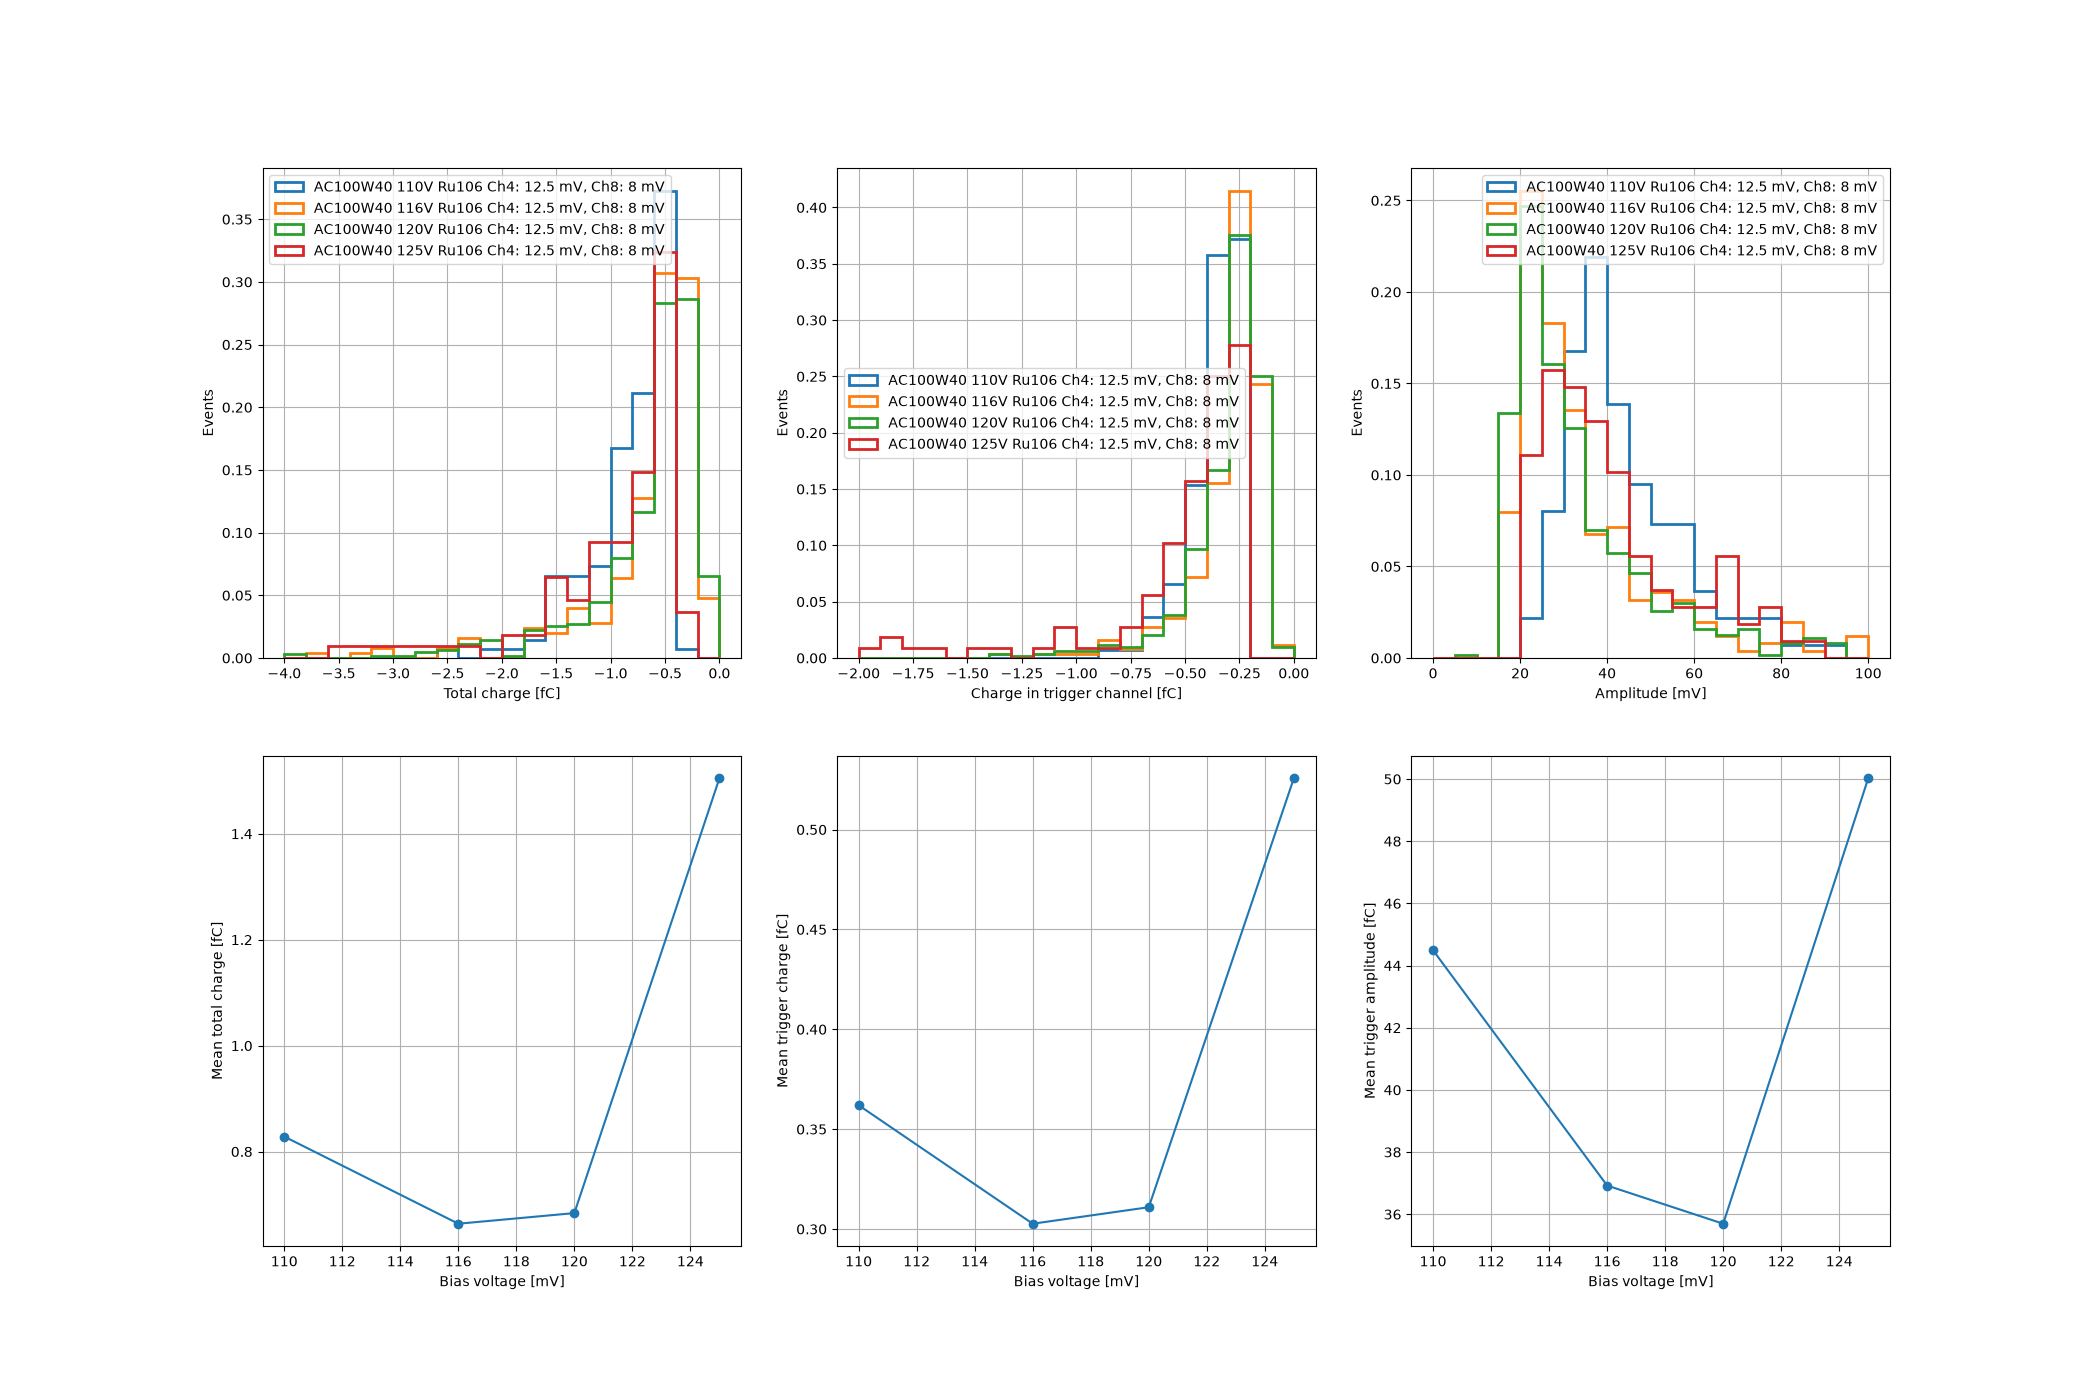 AC100W40 110V Ru106 Ch4: 12.5 mV, Ch8: 8 mV
AC100W40 116V Ru106 Ch4: 12.5 mV, Ch8: 8 mV
AC100W40 120V Ru106 Ch4: 12.5 mV, Ch8: 8 mV
AC100W40 125V Ru106 Ch4: 12.5 mV, Ch8: 8 mV
0.35
0.30
0.25
0.20
0.15
0.10
0.05
0.00
Events
−4.0 −3.5 −3.0 −2.5 −2.0 −1.5 −1.0 −0.5 0.0
Total charge [fC]
0.40
0.35
0.30
0.25
0.20
0.15
0.10
0.05
0.00
Events
AC100W40 110V Ru106 Ch4: 12.5 mV, Ch8: 8 mV
AC100W40 116V Ru106 Ch4: 12.5 mV, Ch8: 8 mV
AC100W40 120V Ru106 Ch4: 12.5 mV, Ch8: 8 mV
AC100W40 125V Ru106 Ch4: 12.5 mV, Ch8: 8 mV
−2.00 −1.75 −1.50 −1.25 −1.00 −0.75 −0.50 −0.25 0.00
Charge in trigger channel [fC]
AC100W40 110V Ru106 Ch4: 12.5 mV, Ch8: 8 mV
AC100W40 116V Ru106 Ch4: 12.5 mV, Ch8: 8 mV
AC100W40 120V Ru106 Ch4: 12.5 mV, Ch8: 8 mV
AC100W40 125V Ru106 Ch4: 12.5 mV, Ch8: 8 mV
0.25
0.20
0.15
0.10
0.05
0.00
Events
0 20 40 60 80 100
Amplitude [mV]
1.4
1.2
1.0
0.8
Mean total charge [fC]
110 112 114 116 118 120 122 124
Bias voltage [mV]
0.50
0.45
0.40
0.35
0.30
Mean trigger charge [fC]
110 112 114 116 118 120 122 124
Bias voltage [mV]
50
48
46
44
42
40
38
36
Mean trigger amplitude [fC]
110 112 114 116 118 120 122 124
Bias voltage [mV]